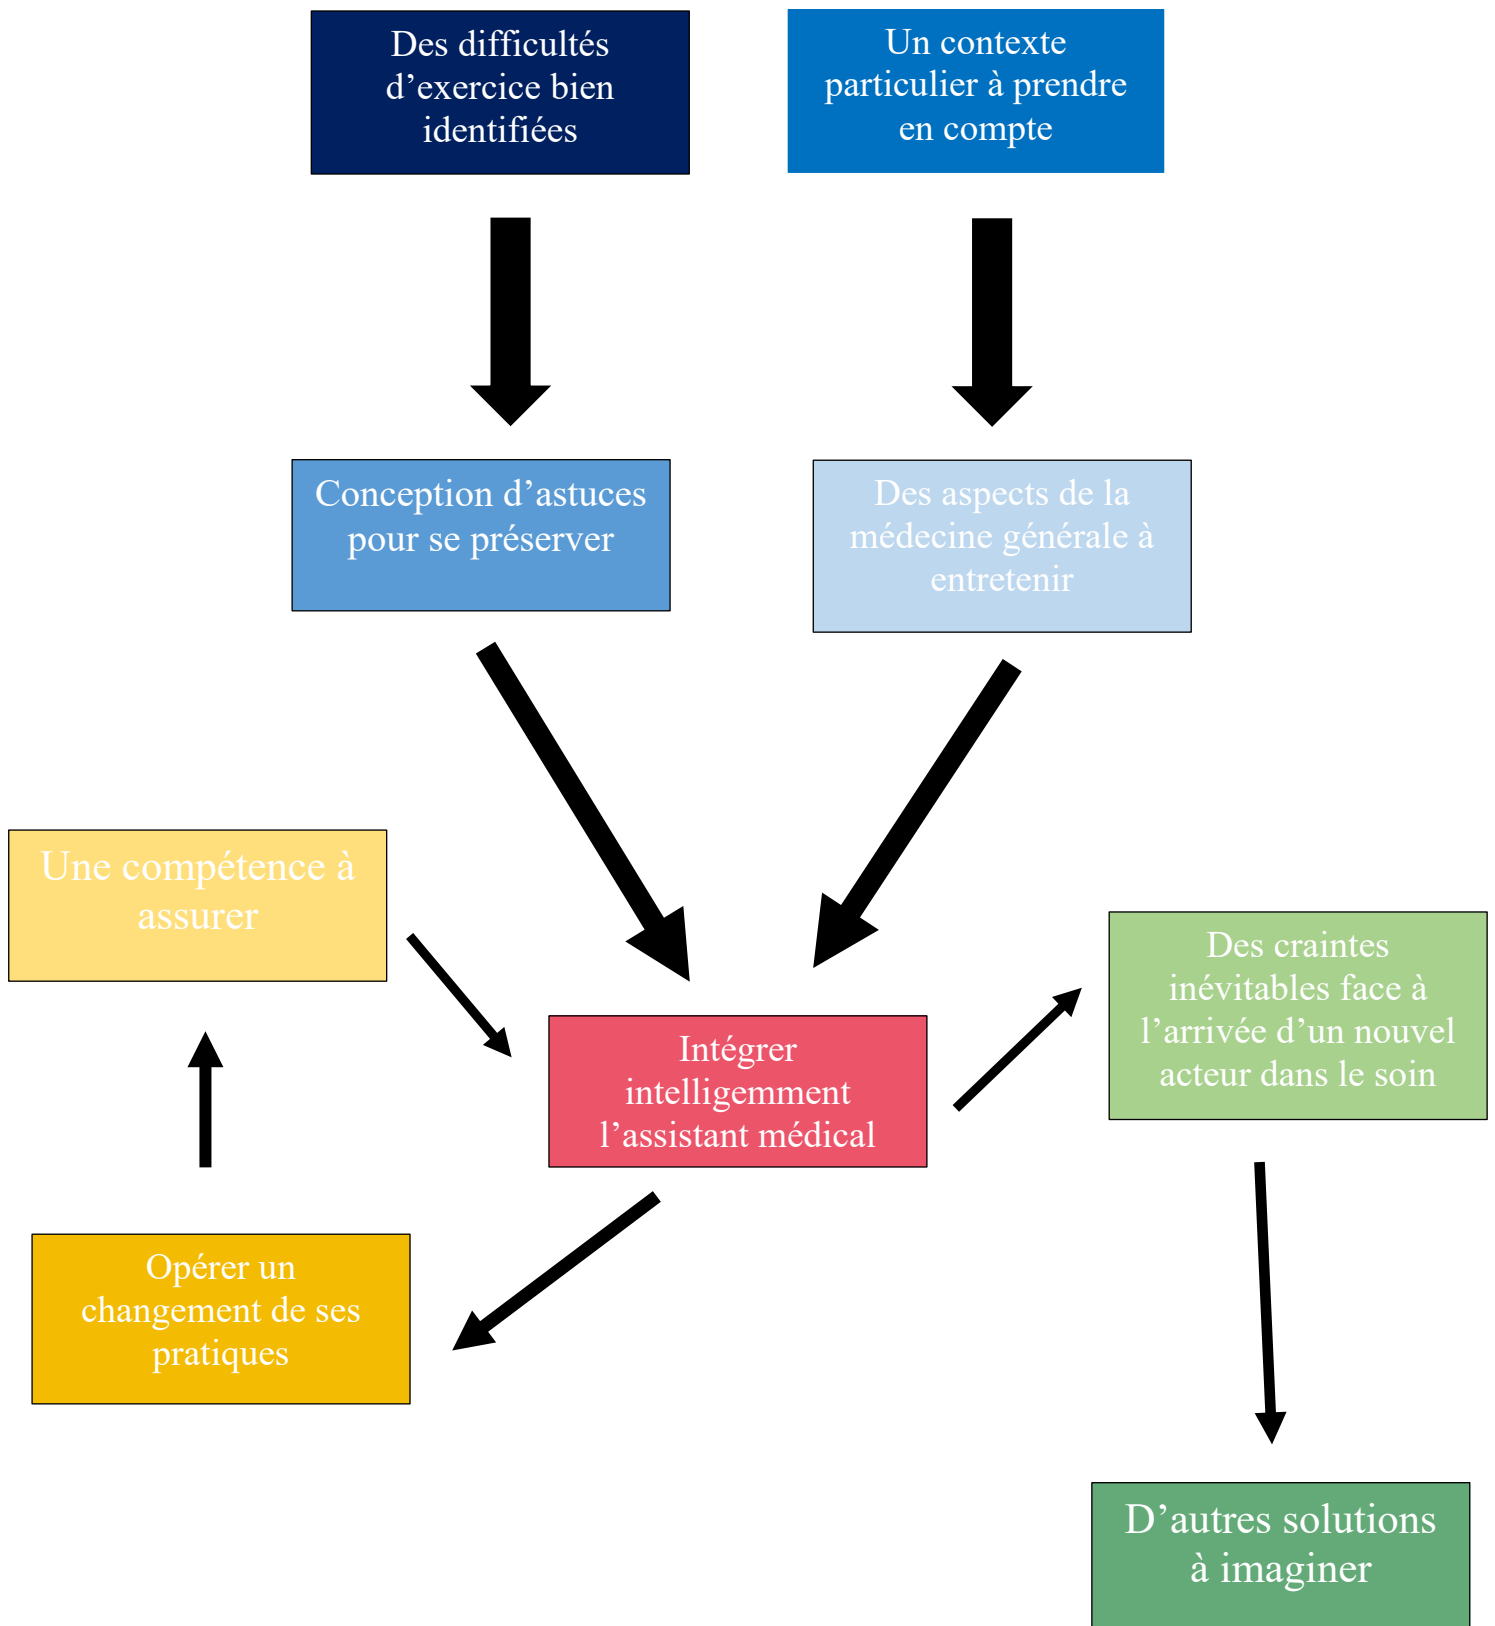 Des difficultés
d’exercice bien
identifiées
Un contexte
particulier à prendre
en compte
Conception d’astuces
pour se préserver
Des aspects de la
médecine générale à
entretenir
Une compétence à
assurer
Des craintes
inévitables face à
l’arrivée d’un nouvel
acteur dans le soin
Intégrer
intelligemment
l’assistant médical
Opérer un
changement de ses
pratiques
D’autres solutions
à imaginer